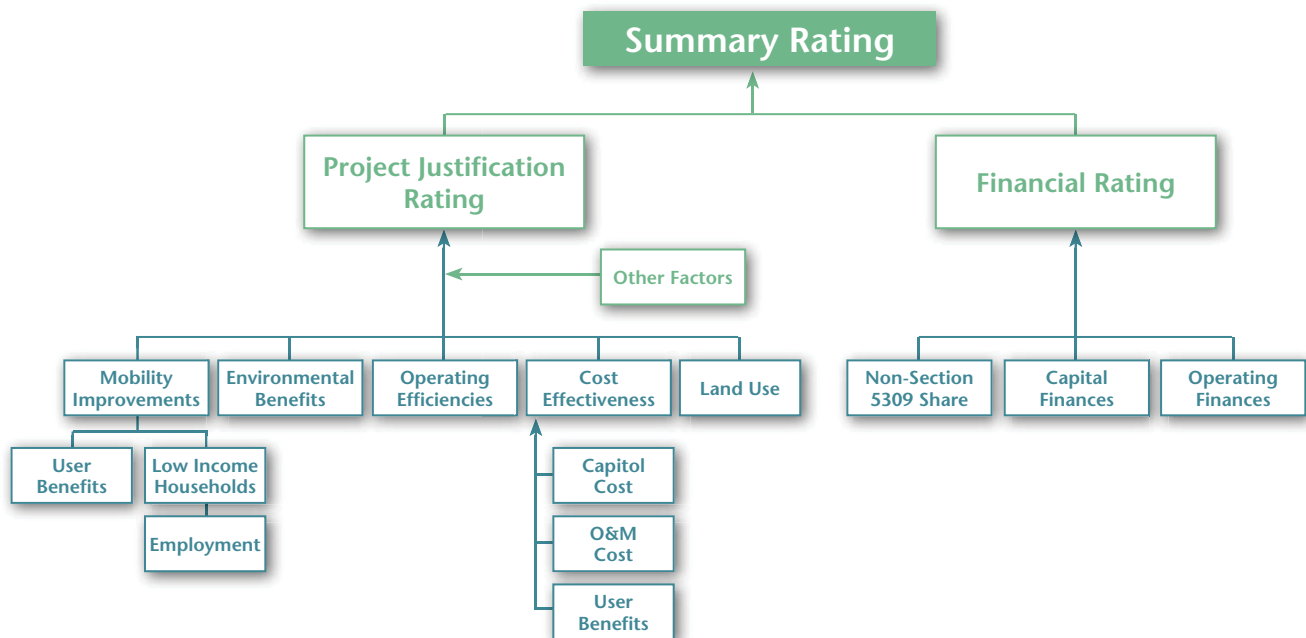 Summary Rating
Project Justification
Rating
Financial Rating
Other Factors
Mobility
Improvements
Environmental
Benefits
Operating
Efficiencies
Cost
Effectiveness
Land Use
Non-Section
5309 Share
Capital
Finances
Operating
Finances
User
Benefits
Low Income
Households
Employment
Capitol
Cost
O&M
Cost
User
Benefits